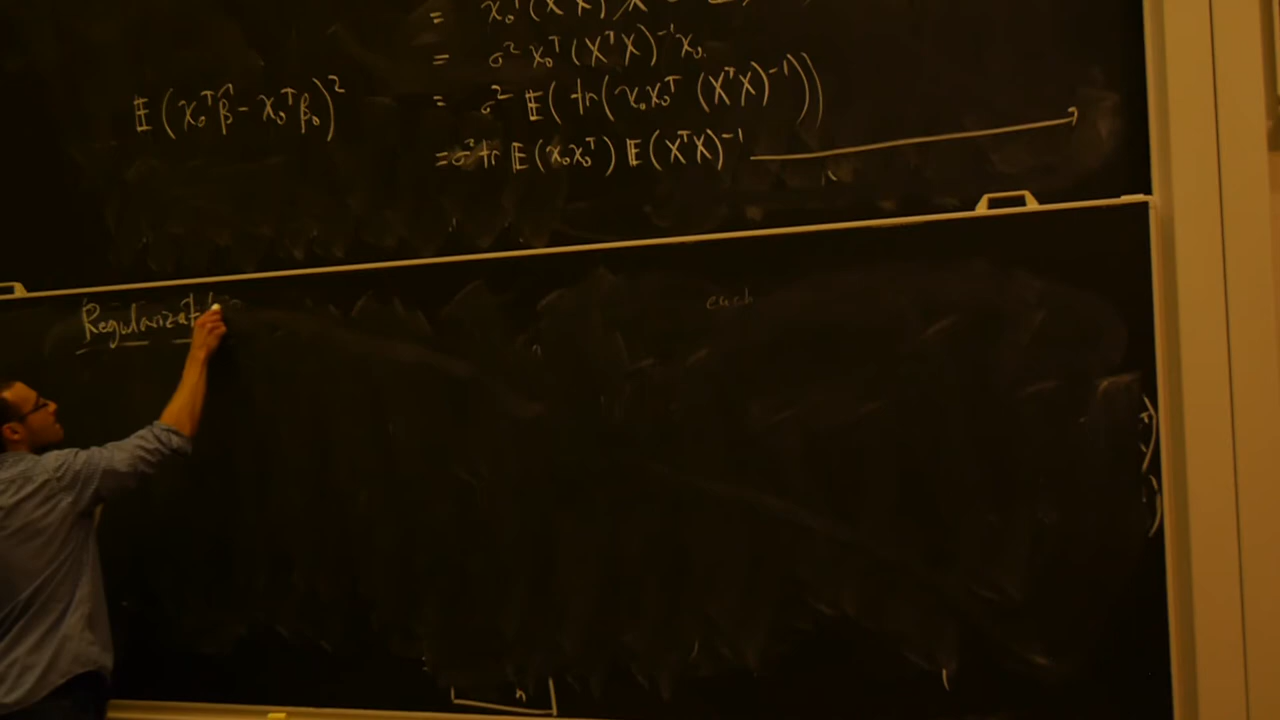 = σ² x₀ᵀ (XᵀX)⁻¹ x₀.
𝔼(x₀ᵀβ̂ - x₀ᵀβ₀)² = σ² 𝔼(tr(x₀x₀ᵀ (XᵀX)⁻¹))
= σ² tr 𝔼(x₀x₀ᵀ) 𝔼(XᵀX)⁻¹ ⟶
Regularizati
each
n